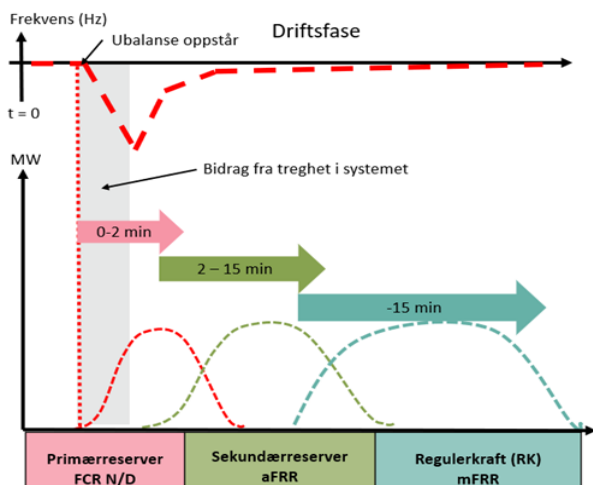 Frekvens (Hz)
Driftsfase
Ubalanse oppstår
t = 0
MW
Bidrag fra treghet i systemet
0-2 min
2 – 15 min
-15 min
Primærreserver
FCR N/D
Sekundærreserver
aFRR
Regulerkraft (RK)
mFRR